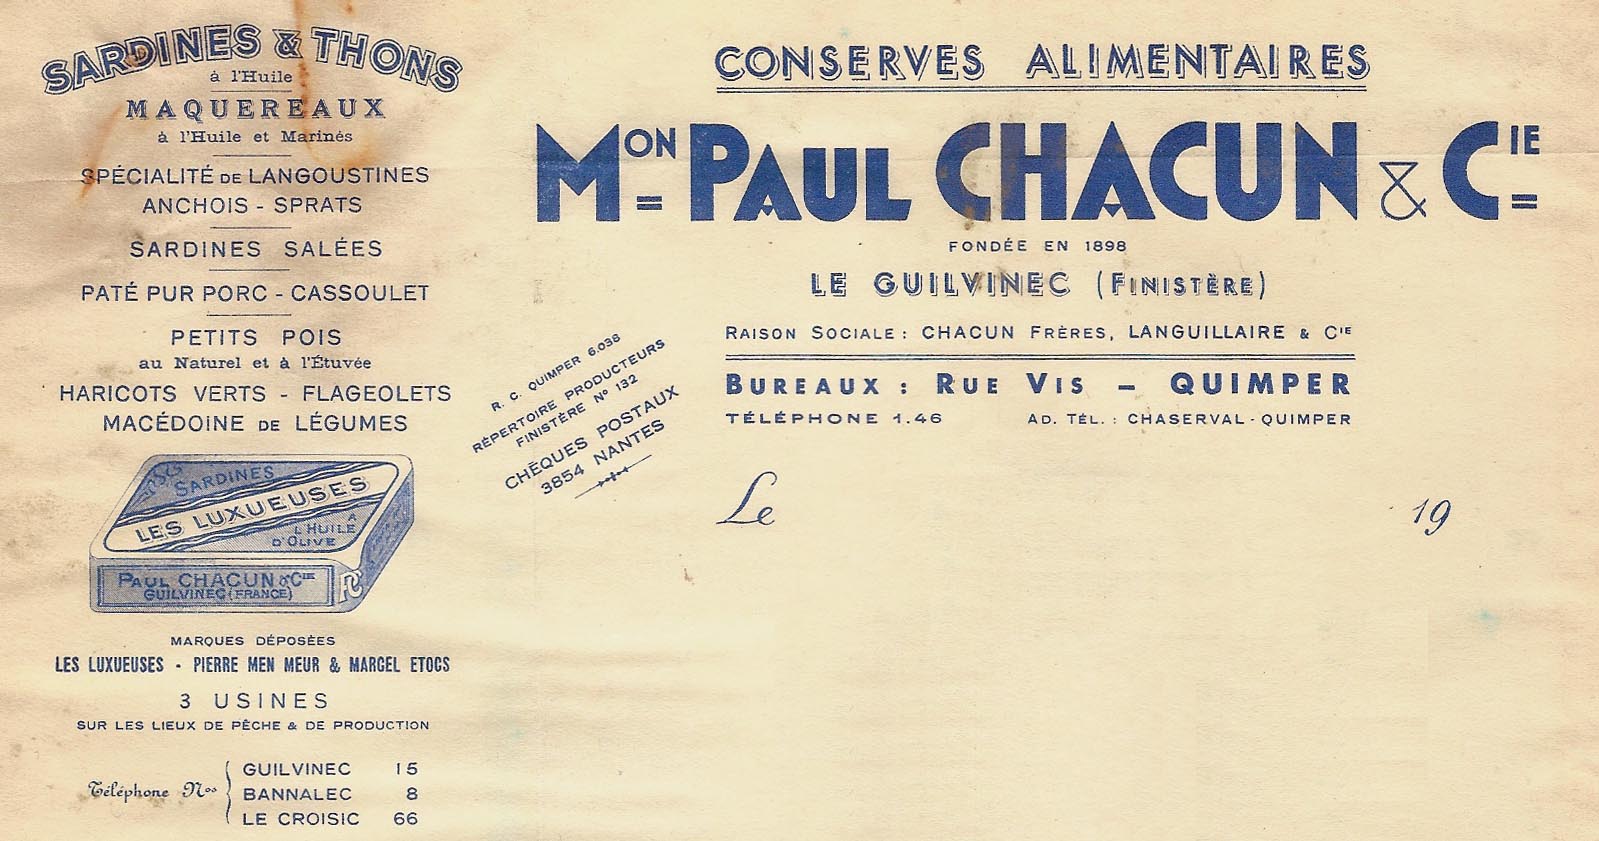 SARDINES & THONS
à l'Huile
MAQUEREAUX
à l'Huile et Marinés
SPÉCIALITÉ DE LANGOUSTINES
ANCHOIS - SPRATS
SARDINES SALÉES
PATÉ PUR PORC - CASSOULET
PETITS POIS
au Naturel et à l'Étuvée
HARICOTS VERTS - FLAGEOLETS
MACÉDOINE DE LÉGUMES
SARDINES
LES LUXUEUSES
A
L'HUILE
D'OLIVE
PAUL CHACUN & CIE
GUILVINEC (FRANCE)
PC
MARQUES DÉPOSÉES
LES LUXUEUSES - PIERRE MEN MEUR & MARCEL ETOCS
3 USINES
SUR LES LIEUX DE PÊCHE & DE PRODUCTION
Téléphone Nos
GUILVINEC 15
BANNALEC 8
LE CROISIC 66
R. C. QUIMPER 6.036
RÉPERTOIRE PRODUCTEURS
FINISTÈRE No 132
CHÈQUES POSTAUX
3854 NANTES
CONSERVES ALIMENTAIRES
MON PAUL CHACUN & CIE
FONDÉE EN 1898
LE GUILVINEC (FINISTÈRE)
RAISON SOCIALE : CHACUN FRÈRES, LANGUILLAIRE & CIE
BUREAUX : RUE VIS - QUIMPER
TÉLÉPHONE 1.46 AD. TÉL. : CHASERVAL - QUIMPER
Le 19